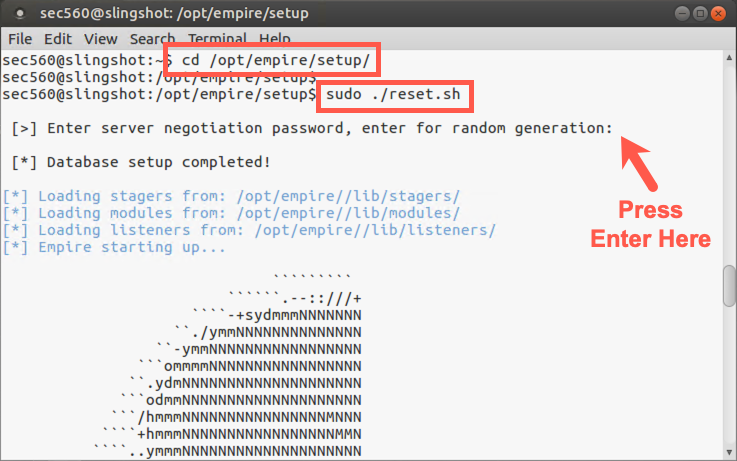 sec560@slingshot: /opt/empire/setup
File Edit View Search Terminal Help
sec560@slingshot:~$ cd /opt/empire/setup/
sec560@slingshot:/opt/empire/setup$
sec560@slingshot:/opt/empire/setup$ sudo ./reset.sh
[>] Enter server negotiation password, enter for random generation:
[*] Database setup completed!
[*] Loading stagers from: /opt/empire//lib/stagers/
[*] Loading modules from: /opt/empire//lib/modules/
[*] Loading listeners from: /opt/empire//lib/listeners/
[*] Empire starting up...
Press
Enter Here
`````````
``````.--::///+
````-+sydmmmNNNNNNN
``./ymmNNNNNNNNNNNNNN
``-ymmNNNNNNNNNNNNNNNNN
```ommmmNNNNNNNNNNNNNNNNN
``.ydmNNNNNNNNNNNNNNNNNNNN
```odmmNNNNNNNNNNNNNNNNNNNN
```/hmmmNNNNNNNNNNNNNNNNMNNN
````+hmmmNNNNNNNNNNNNNNNNNMMN
````..ymmmNNNNNNNNNNNNNNNNNNNN